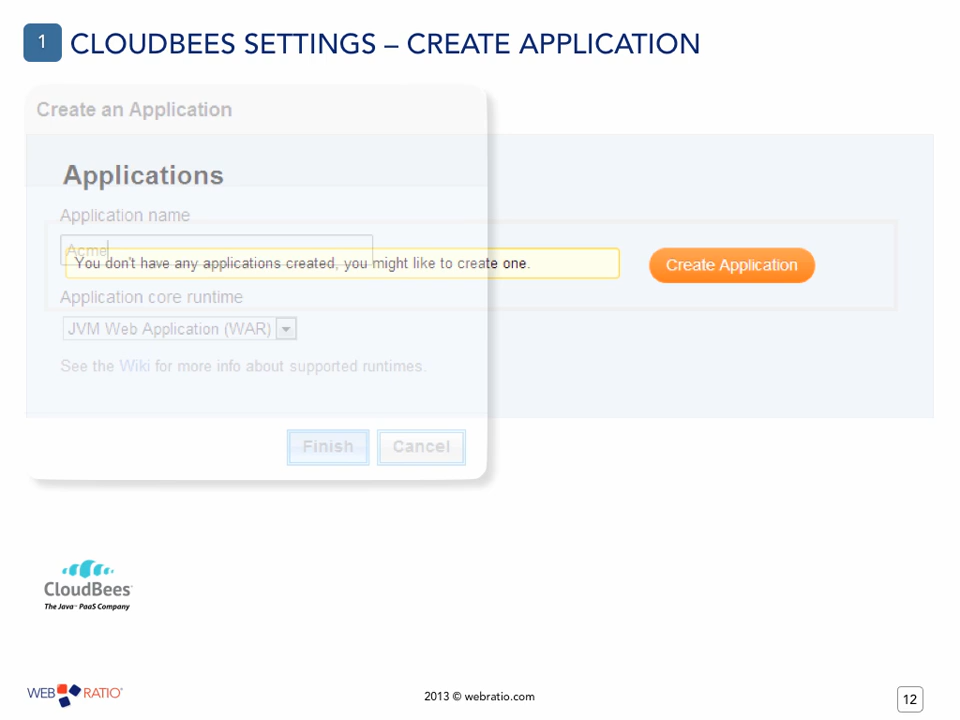 1 CLOUDBEES SETTINGS – CREATE APPLICATION
Create an Application
Applications
Application name
Acme
You don't have any applications created, you might like to create one.
Create Application
Application core runtime
JVM Web Application (WAR)
See the Wiki for more info about supported runtimes.
Finish Cancel
CloudBees
The Java™ PaaS Company
WEB RATIO®
2013 © webratio.com
12